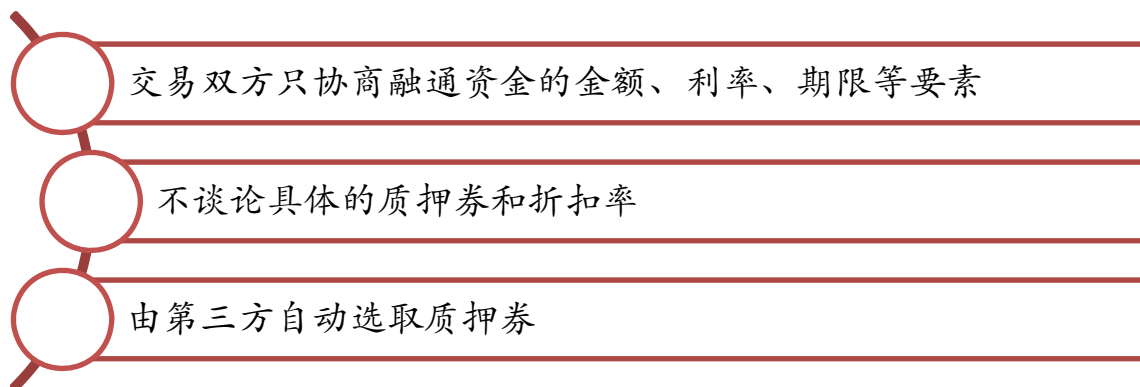 交易双方只协商融通资金的金额、利率、期限等要素
不谈论具体的质押券和折扣率
由第三方自动选取质押券